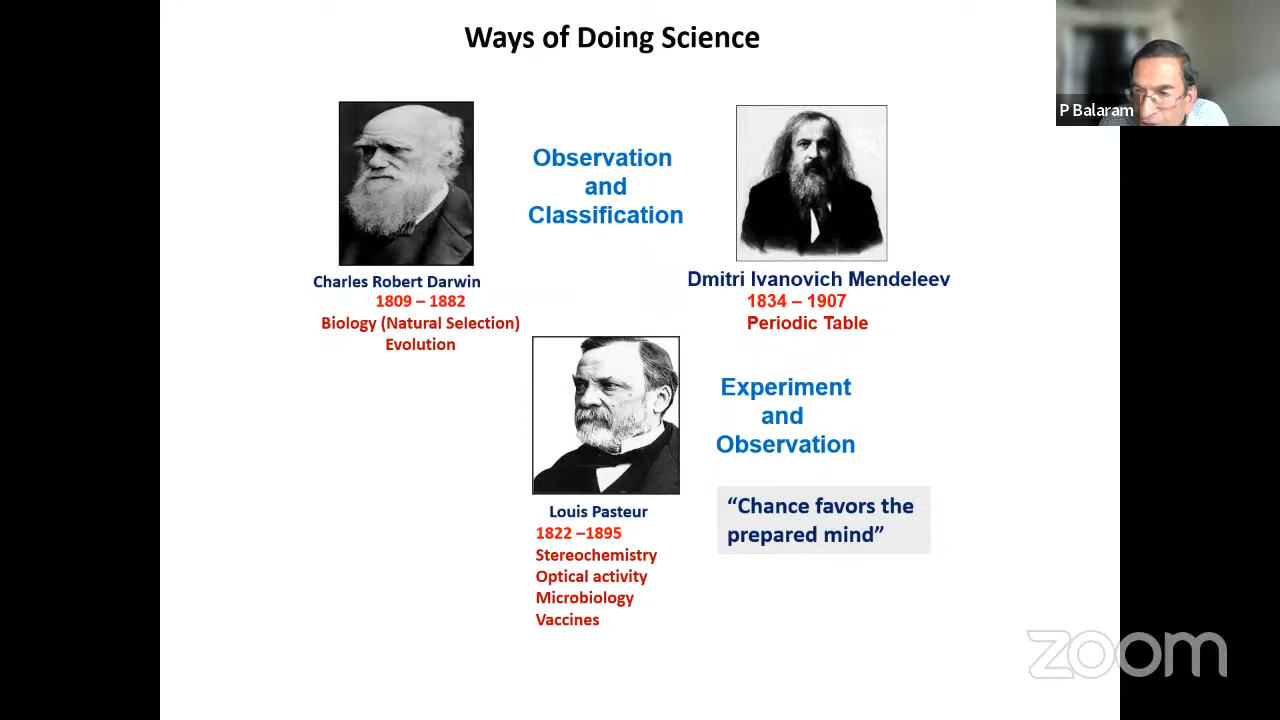 Ways of Doing Science
P Balaram
Observation
and
Classification
Charles Robert Darwin
1809 – 1882
Biology (Natural Selection)
Evolution
Dmitri Ivanovich Mendeleev
1834 – 1907
Periodic Table
Experiment
and
Observation
Louis Pasteur
1822 –1895
Stereochemistry
Optical activity
Microbiology
Vaccines
“Chance favors the
prepared mind”
zoom